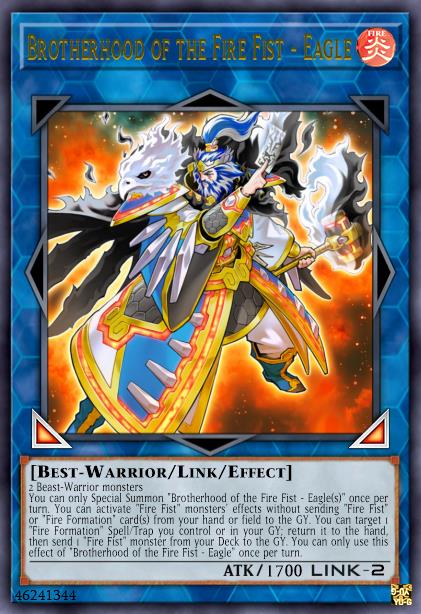 Brotherhood of the Fire Fist - Eagle
FIRE
炎
[Best-Warrior/Link/Effect]
2 Beast-Warrior monsters
You can only Special Summon "Brotherhood of the Fire Fist - Eagle(s)" once per
turn. You can activate "Fire Fist" monsters' effects without sending "Fire Fist"
or "Fire Formation" card(s) from your hand or field to the GY. You can target 1
"Fire Formation" Spell/Trap you control or in your GY; return it to the hand,
then send 1 "Fire Fist" monster from your Deck to the GY. You can only use this
effect of "Brotherhood of the Fire Fist - Eagle" once per turn.
ATK/1700 LINK-2
46241344